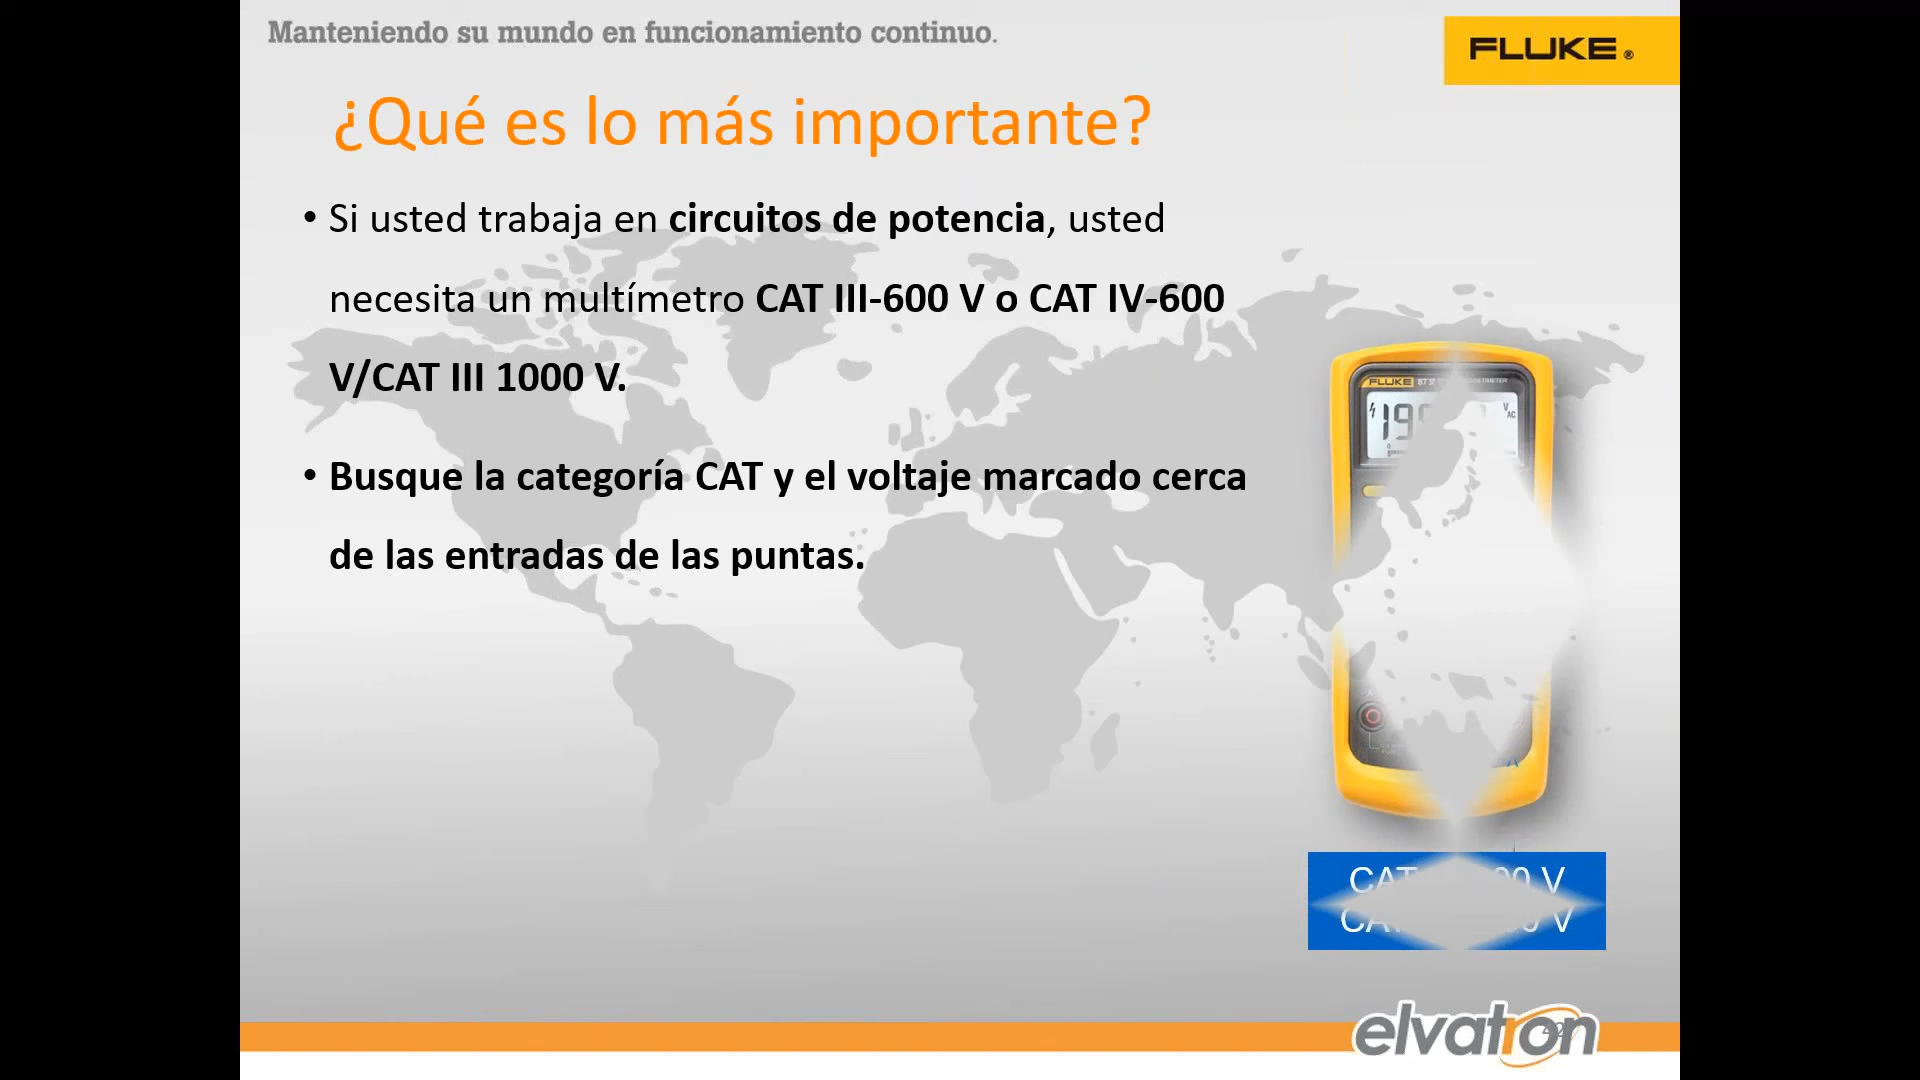 Manteniendo su mundo en funcionamiento continuo.
FLUKE®
¿Qué es lo más importante?
• Si usted trabaja en circuitos de potencia, usted
necesita un multímetro CAT III-600 V o CAT IV-600
V/CAT III 1000 V.
• Busque la categoría CAT y el voltaje marcado cerca
de las entradas de las puntas.
FLUKE
V
AC
V
V
elvatron